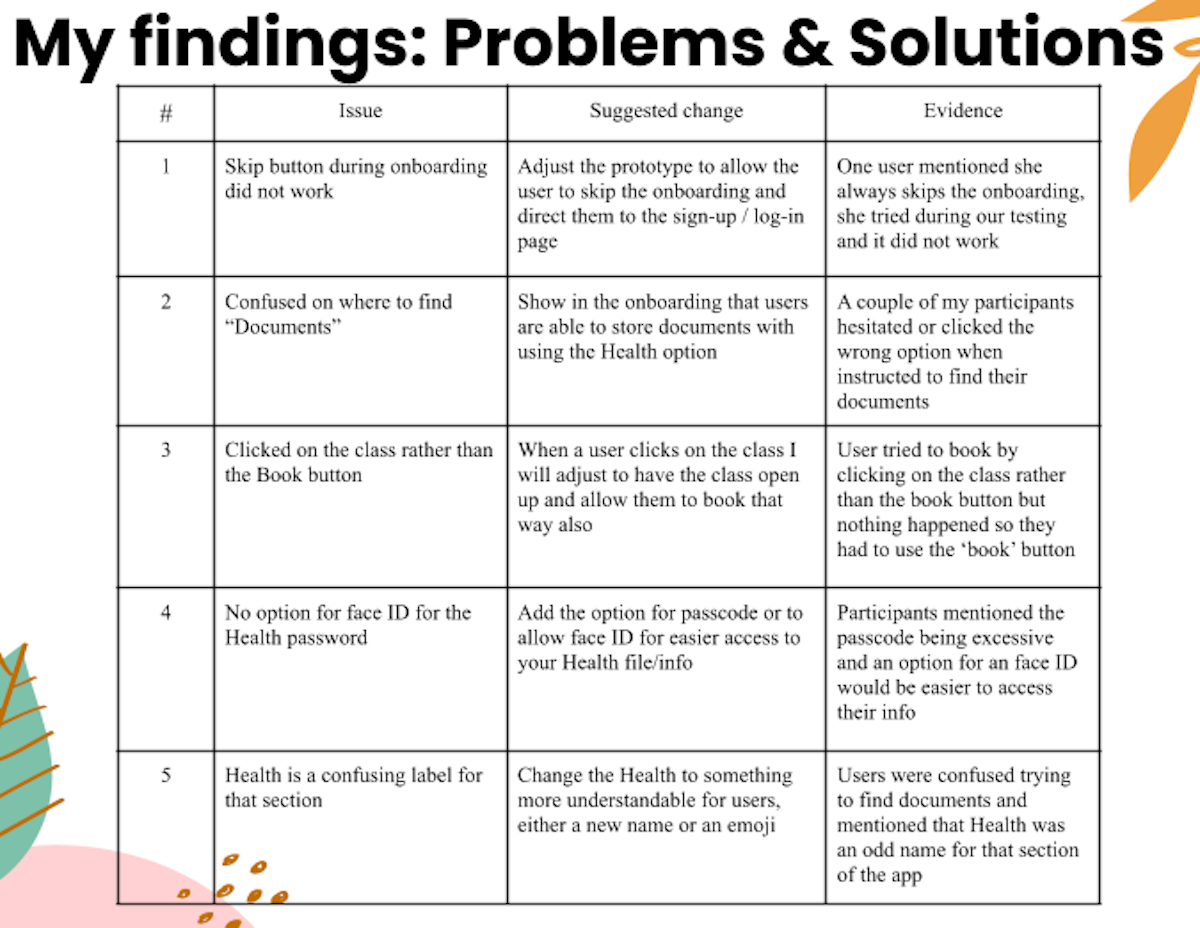 My findings: Problems & Solutions
#
Issue
Suggested change
Evidence
1
Skip button during onboarding
did not work
Adjust the prototype to allow the
user to skip the onboarding and
direct them to the sign-up / log-in
page
One user mentioned she
always skips the onboarding,
she tried during our testing
and it did not work
2
Confused on where to find
“Documents”
Show in the onboarding that users
are able to store documents with
using the Health option
A couple of my participants
hesitated or clicked the
wrong option when
instructed to find their
documents
3
Clicked on the class rather than
the Book button
When a user clicks on the class I
will adjust to have the class open
up and allow them to book that
way also
User tried to book by
clicking on the class rather
than the book button but
nothing happened so they
had to use the ‘book’ button
4
No option for face ID for the
Health password
Add the option for passcode or to
allow face ID for easier access to
your Health file/info
Participants mentioned the
passcode being excessive
and an option for an face ID
would be easier to access
their info
5
Health is a confusing label for
that section
Change the Health to something
more understandable for users,
either a new name or an emoji
Users were confused trying
to find documents and
mentioned that Health was
an odd name for that section
of the app